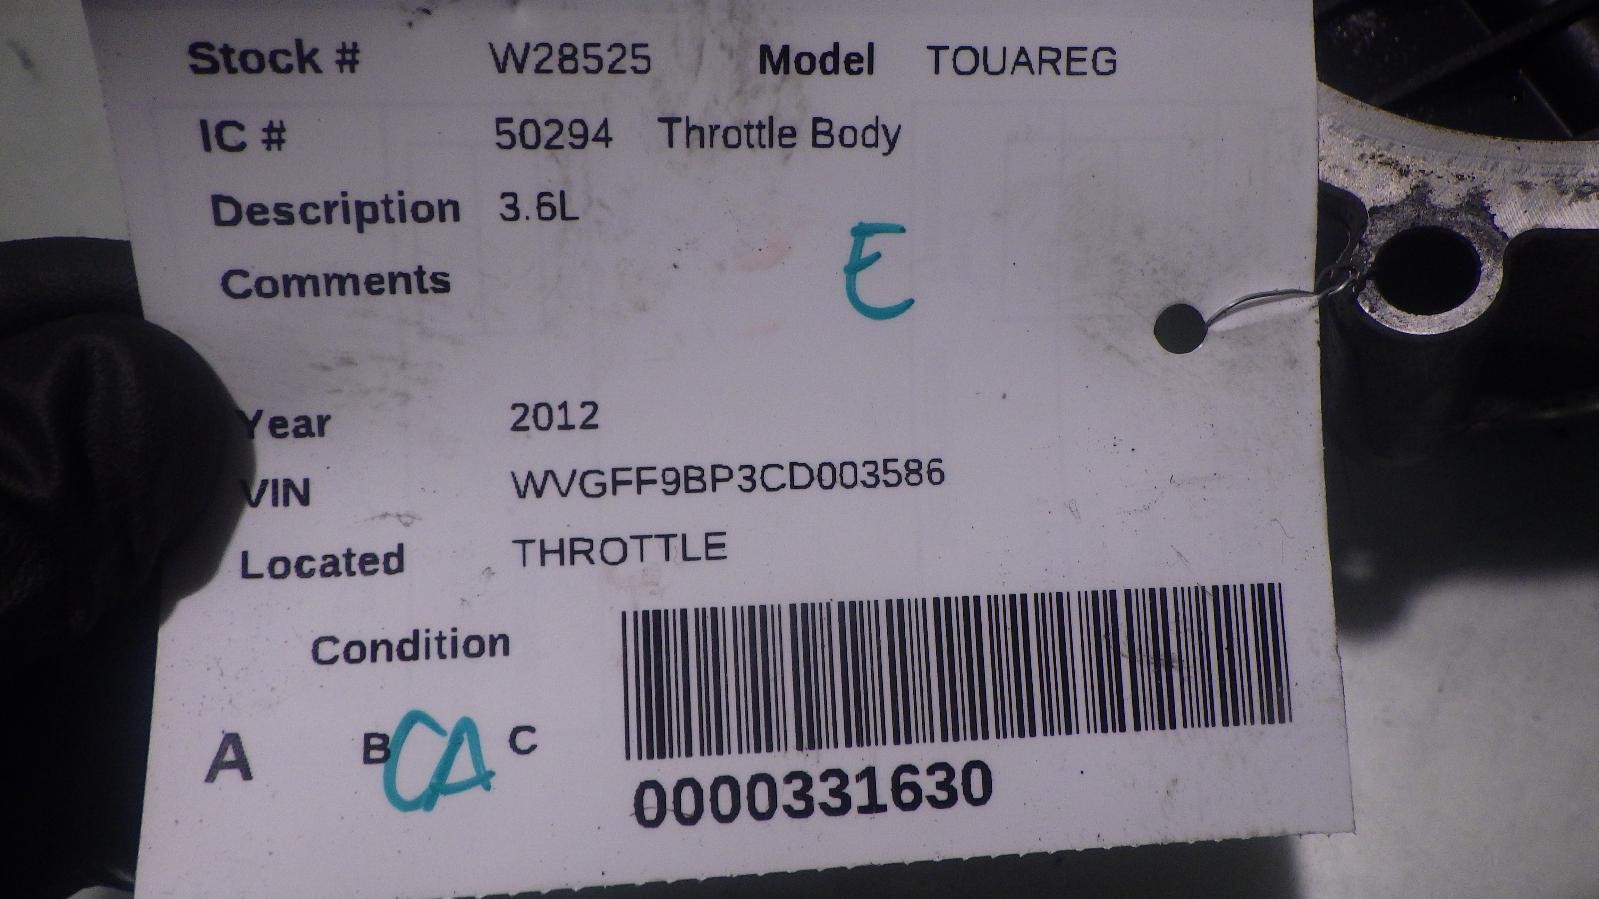 Stock # W28525 Model TOUAREG
IC # 50294 Throttle Body
Description 3.6L
Comments
E
Year 2012
VIN WVGFF9BP3CD003586
Located THROTTLE
Condition
A B CA C
0000331630